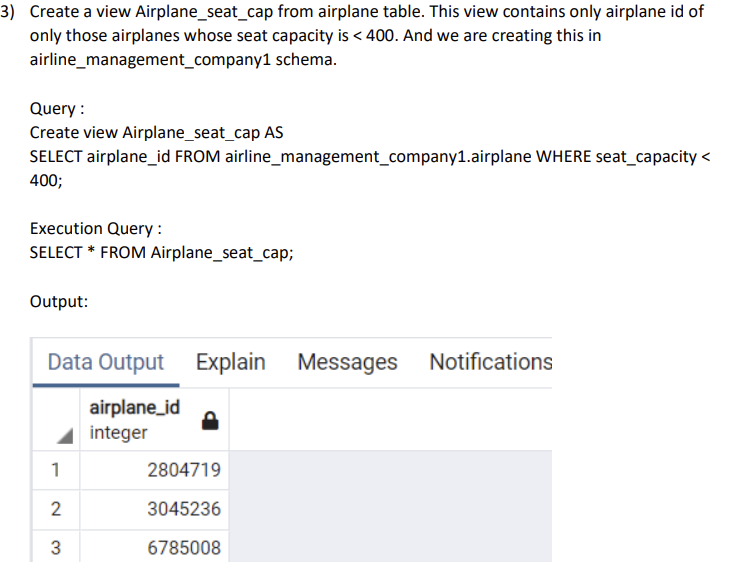 3) Create a view Airplane_seat_cap from airplane table. This view contains only airplane id of
only those airplanes whose seat capacity is < 400. And we are creating this in
airline_management_company1 schema.
Query :
Create view Airplane_seat_cap AS
SELECT airplane_id FROM airline_management_company1.airplane WHERE seat_capacity <
400;
Execution Query :
SELECT * FROM Airplane_seat_cap;
Output:
Data Output Explain Messages Notifications
airplane_id
integer
1 2804719
2 3045236
3 6785008